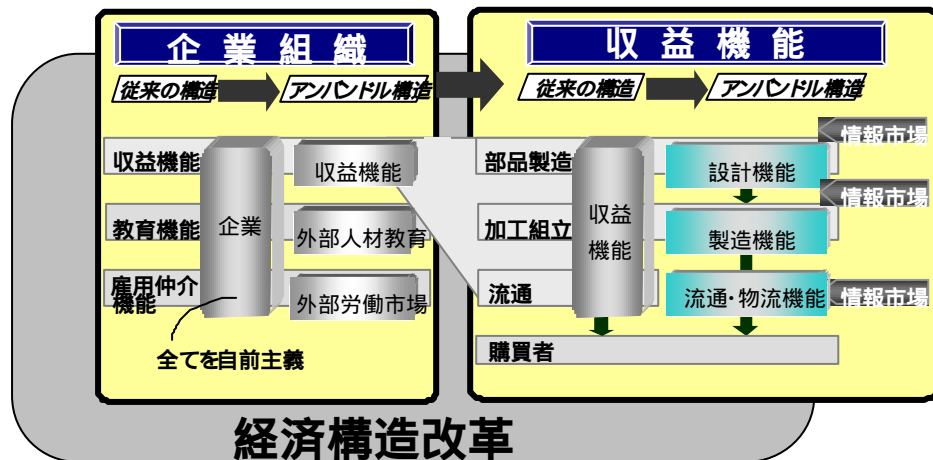 企業組織
従来の構造
アンバンドル構造
収益機能
教育機能
雇用仲介
機能
企業
収益機能
外部人材教育
外部労働市場
全てを自前主義
収益機能
従来の構造
アンバンドル構造
部品製造
加工組立
流通
購買者
収益
機能
設計機能
製造機能
流通・物流機能
情報市場
情報市場
情報市場
経済構造改革